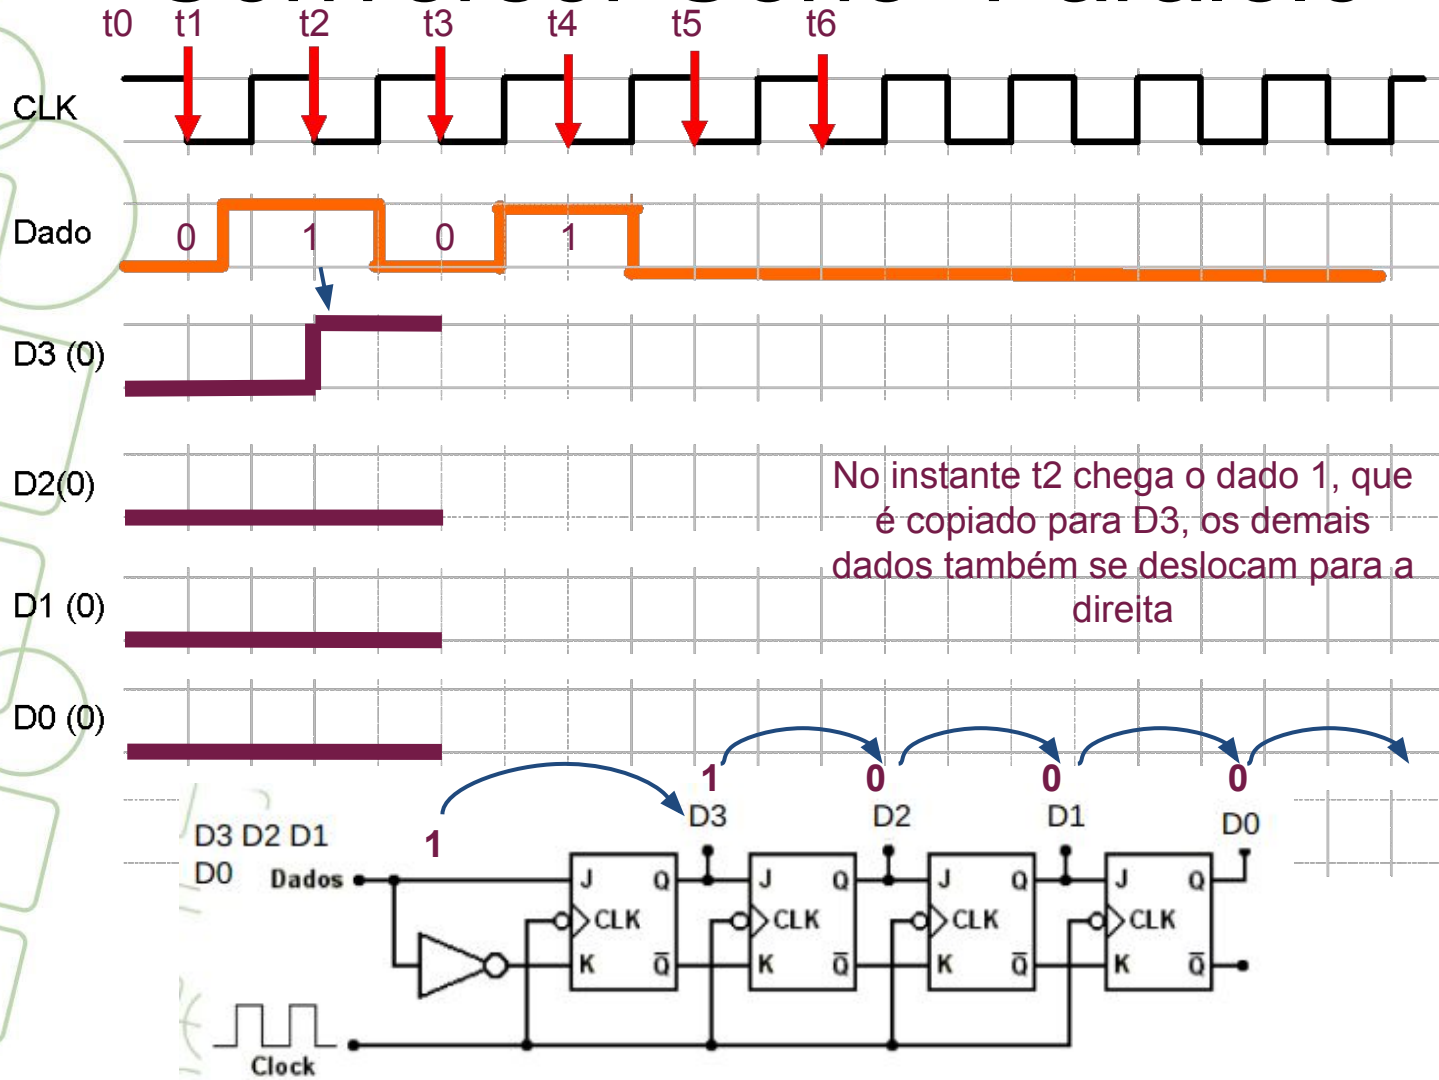 Conversor Série - Paralelo
t0 t1 t2 t3 t4 t5 t6
CLK
Dado 0 1 0 1
D3 (0)
D2(0)
No instante t2 chega o dado 1, que
é copiado para D3, os demais
dados também se deslocam para a
direita
D1 (0)
D0 (0)
1 0 0 0
D3 D2 D1 D0
D3 D2 D1
D0
1
Dados
J Q J Q J Q J Q
CLK CLK CLK CLK
K Q̅ K Q̅ K Q̅ K Q̅
Clock